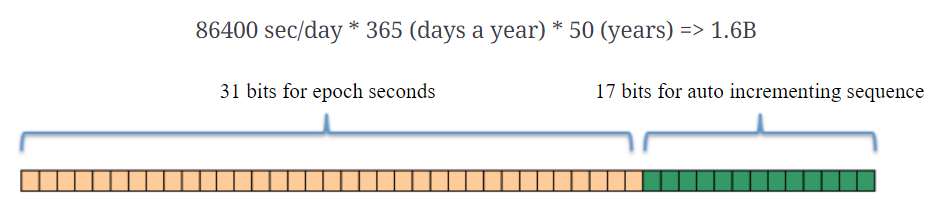 86400 sec/day * 365 (days a year) * 50 (years) => 1.6B
31 bits for epoch seconds
17 bits for auto incrementing sequence